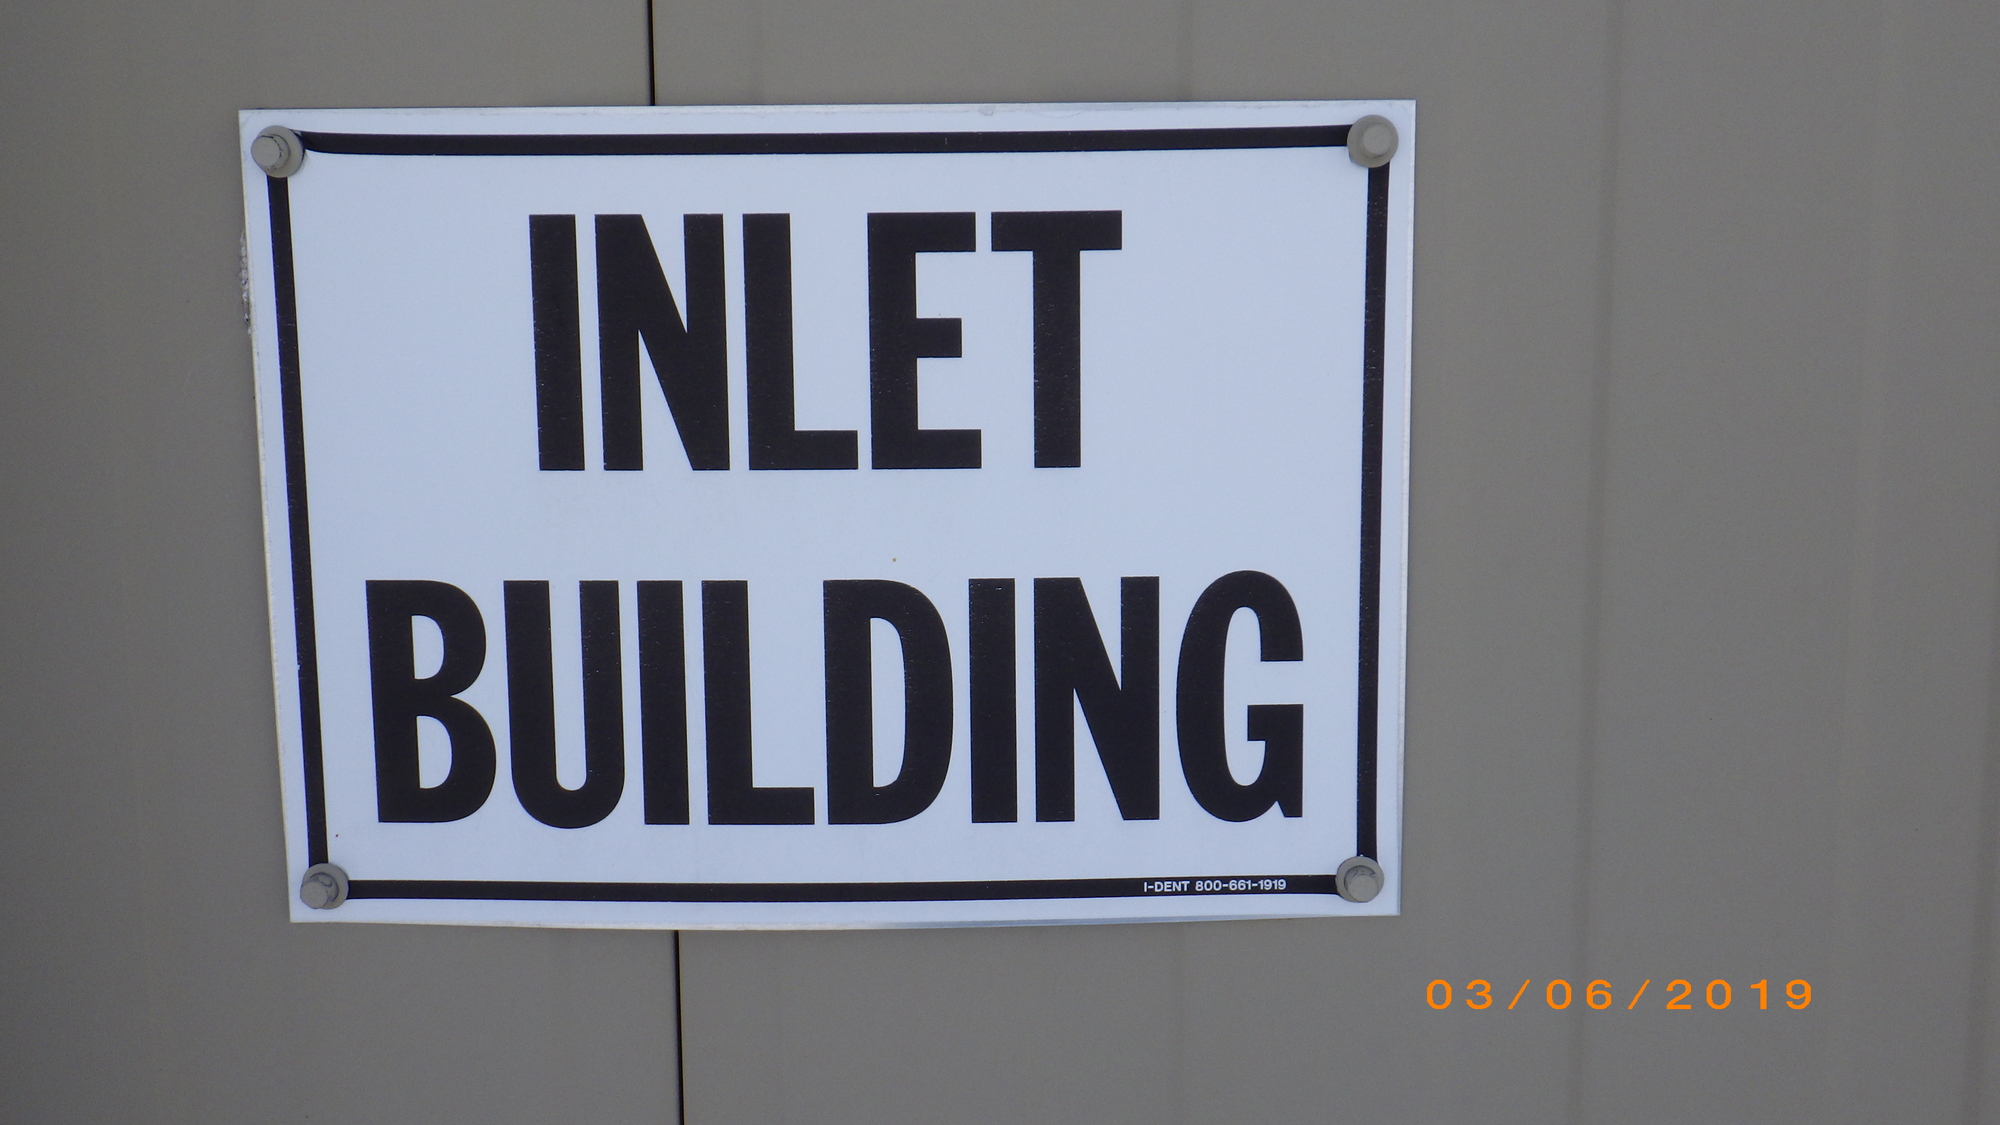 INLET
BUILDING
I-DENT 800-661-1919
03/06/2019